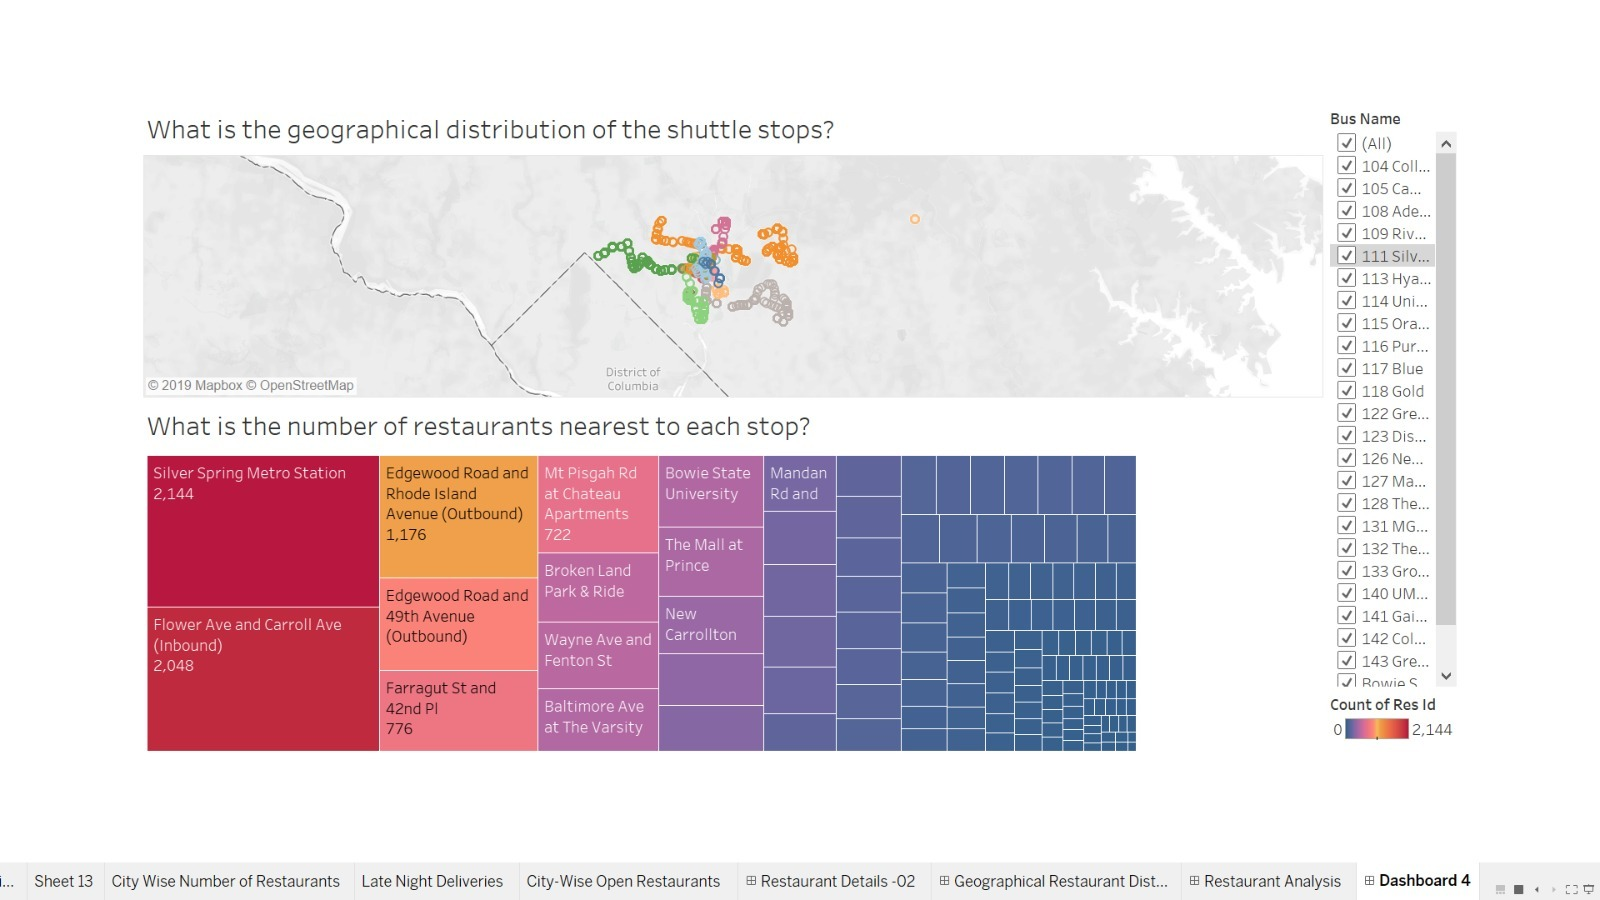 What is the geographical distribution of the shuttle stops?
District of
Columbia
© 2019 Mapbox © OpenStreetMap
What is the number of restaurants nearest to each stop?
Silver Spring Metro Station
2,144
Flower Ave and Carroll Ave
(Inbound)
2,048
Edgewood Road and
Rhode Island
Avenue (Outbound)
1,176
Edgewood Road and
49th Avenue
(Outbound)
Farragut St and
42nd Pl
776
Mt Pisgah Rd
at Chateau
Apartments
722
Broken Land
Park & Ride
Wayne Ave and
Fenton St
Baltimore Ave
at The Varsity
Bowie State
University
The Mall at
Prince
New
Carrollton
Mandan
Rd and
Bus Name
(All)
104 Coll...
105 Ca...
108 Ade...
109 Riv...
111 Silv...
113 Hya...
114 Uni...
115 Ora...
116 Pur...
117 Blue
118 Gold
122 Gre...
123 Dis...
126 Ne...
127 Ma...
128 The...
131 MG...
132 The...
133 Gro...
140 UM...
141 Gai...
142 Col...
143 Gre...
Bowie S...
Count of Res Id
0 2,144
i... Sheet 13 City Wise Number of Restaurants Late Night Deliveries City-Wise Open Restaurants Restaurant Details -02 Geographical Restaurant Dist... Restaurant Analysis Dashboard 4